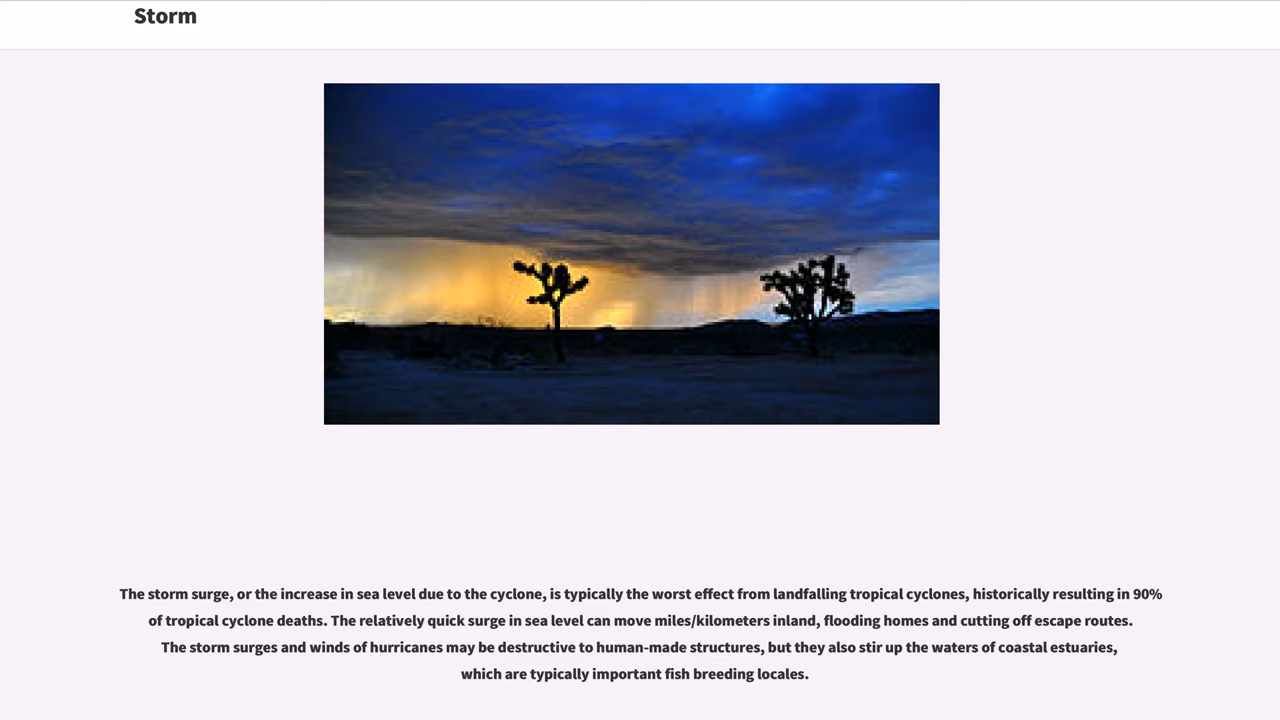 Storm
The storm surge, or the increase in sea level due to the cyclone, is typically the worst effect from landfalling tropical cyclones, historically resulting in 90%
of tropical cyclone deaths. The relatively quick surge in sea level can move miles/kilometers inland, flooding homes and cutting off escape routes.
The storm surges and winds of hurricanes may be destructive to human-made structures, but they also stir up the waters of coastal estuaries,
which are typically important fish breeding locales.